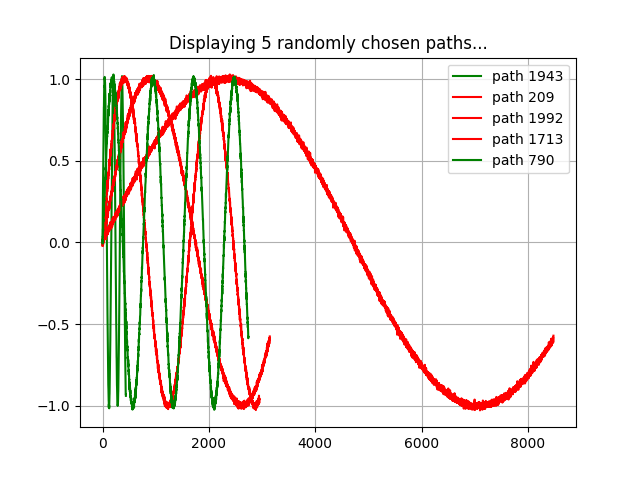 Displaying 5 randomly chosen paths...
1.0
0.5
0.0
−0.5
−1.0
0 2000 4000 6000 8000
path 1943
path 209
path 1992
path 1713
path 790